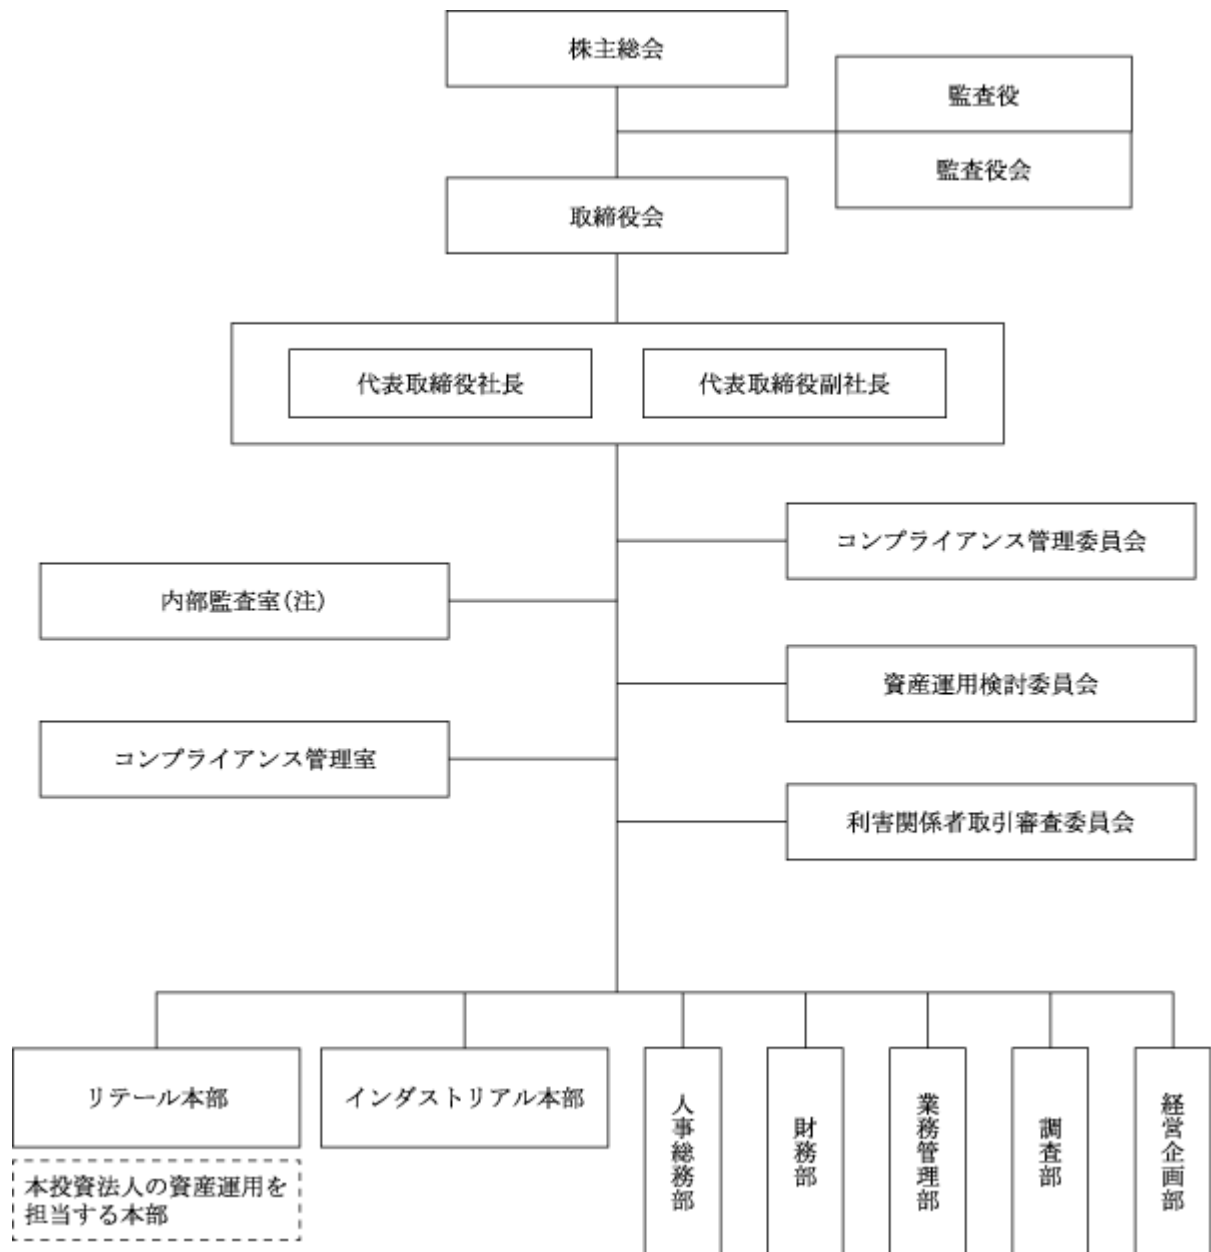 株主総会
監査役
監査役会
取締役会
代表取締役社長
代表取締役副社長
コンプライアンス管理委員会
内部監査室(注)
資産運用検討委員会
コンプライアンス管理室
利害関係者取引審査委員会
リテール本部
インダストリアル本部
人事総務部
財務部
業務管理部
調査部
経営企画部
本投資法人の資産運用を
担当する本部